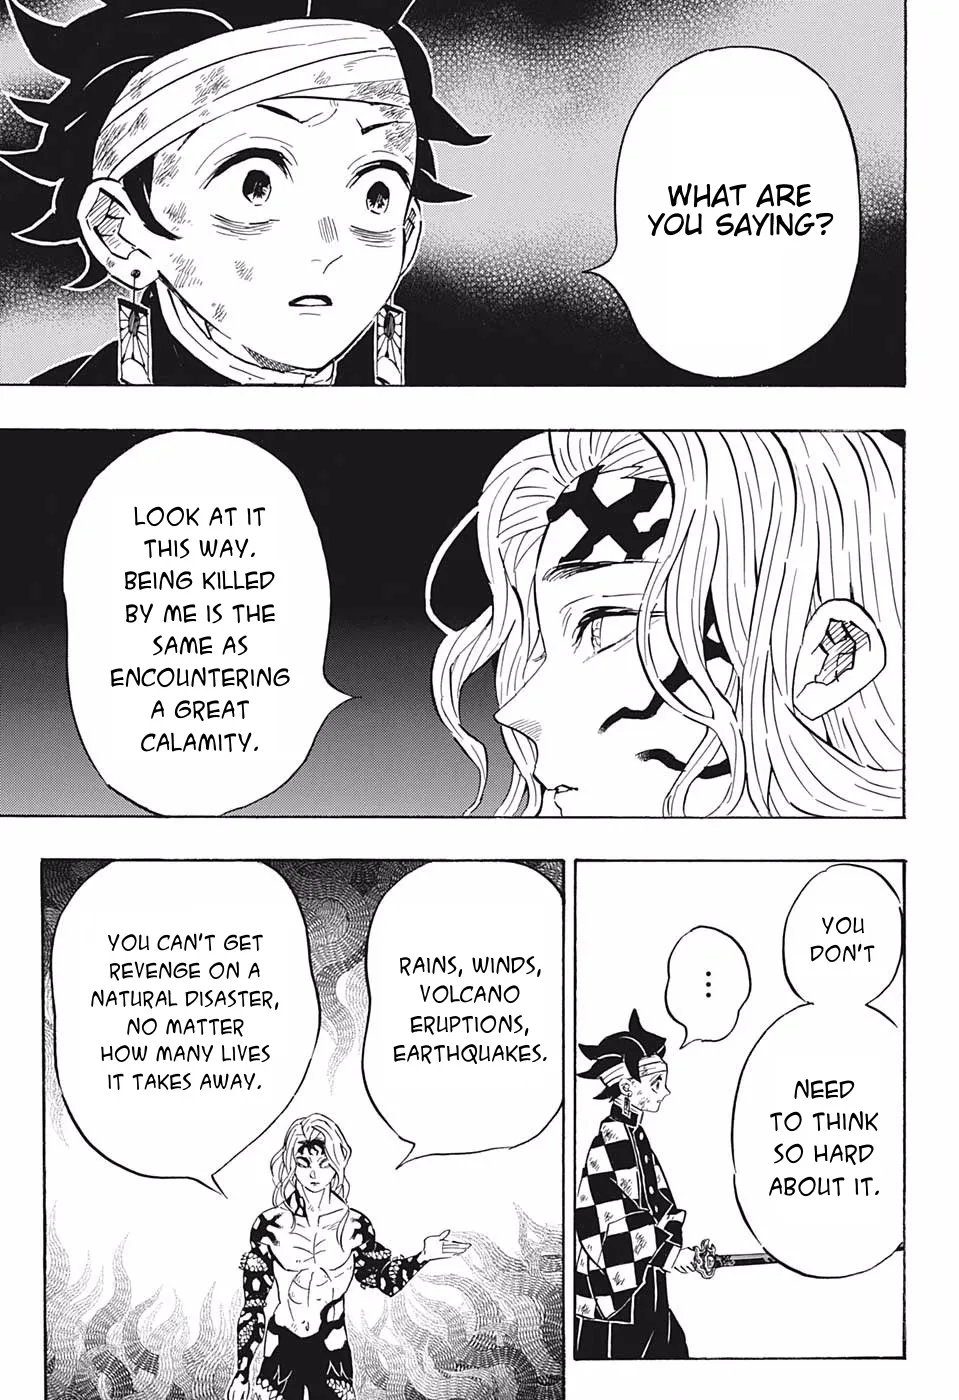 WHAT ARE
YOU SAYING?
LOOK AT IT
THIS WAY.
BEING KILLED
BY ME IS THE
SAME AS
ENCOUNTERING
A GREAT
CALAMITY.
YOU
DON'T
NEED
TO THINK
SO HARD
ABOUT IT.
...
RAINS, WINDS,
VOLCANO
ERUPTIONS,
EARTHQUAKES.
YOU CAN'T GET
REVENGE ON A
NATURAL DISASTER,
NO MATTER
HOW MANY LIVES
IT TAKES AWAY.